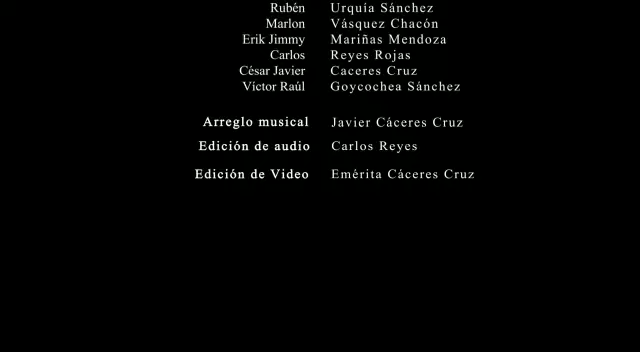 Rubén Urquía Sánchez
Marlon Vásquez Chacón
Erik Jimmy Mariñas Mendoza
Carlos Reyes Rojas
César Javier Caceres Cruz
Víctor Raúl Goycochea Sánchez
Arreglo musical Javier Cáceres Cruz
Edición de audio Carlos Reyes
Edición de Video Emérita Cáceres Cruz